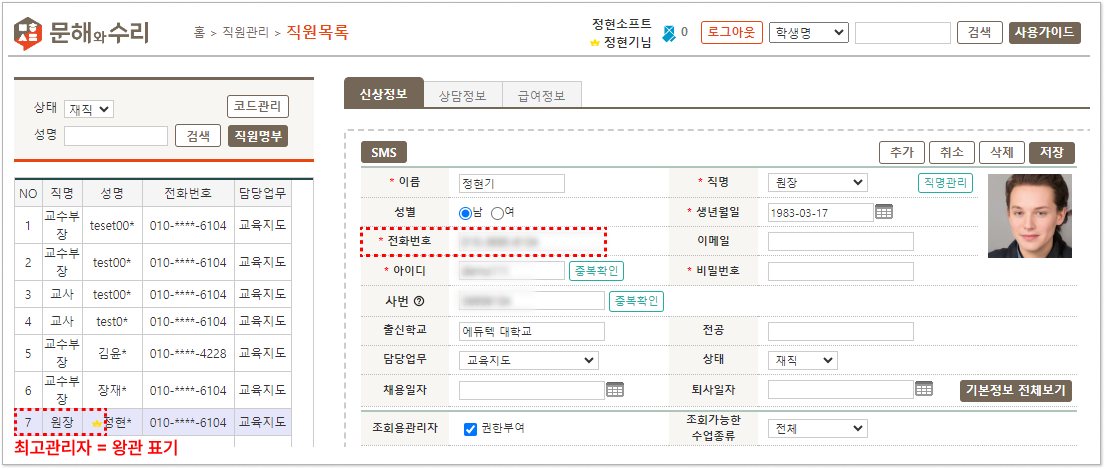 문해와수리
홈 > 직원관리 > 직원목록
정현소프트
정현기님
0
로그아웃
학생명
검색
사용가이드
상태
재직
코드관리
성명
검색
직원명부
NO 직명 성명 전화번호 담당업무
1 교수부장 teset00* 010-****-6104 교육지도
2 교수부장 test00* 010-****-6104 교육지도
3 교사 test00* 010-****-6104 교육지도
4 교사 test0* 010-****-6104 교육지도
5 교수부장 김윤* 010-****-4228 교육지도
6 교수부장 장재* 010-****-6104 교육지도
7 원장 정현* 010-****-6104 교육지도
최고관리자 = 왕관 표기
신상정보 상담정보 급여정보
SMS
추가 취소 삭제 저장
* 이름 정현기 * 직명 원장 직명관리
성별 남 여 * 생년월일 1983-03-17
* 전화번호 이메일
* 아이디 중복확인 * 비밀번호
사번 ? 중복확인
출신학교 에듀텍 대학교 전공
담당업무 교육지도 상태 재직
채용일자 퇴사일자 기본정보 전체보기
조회용관리자 권한부여 조회가능한
수업종류 전체